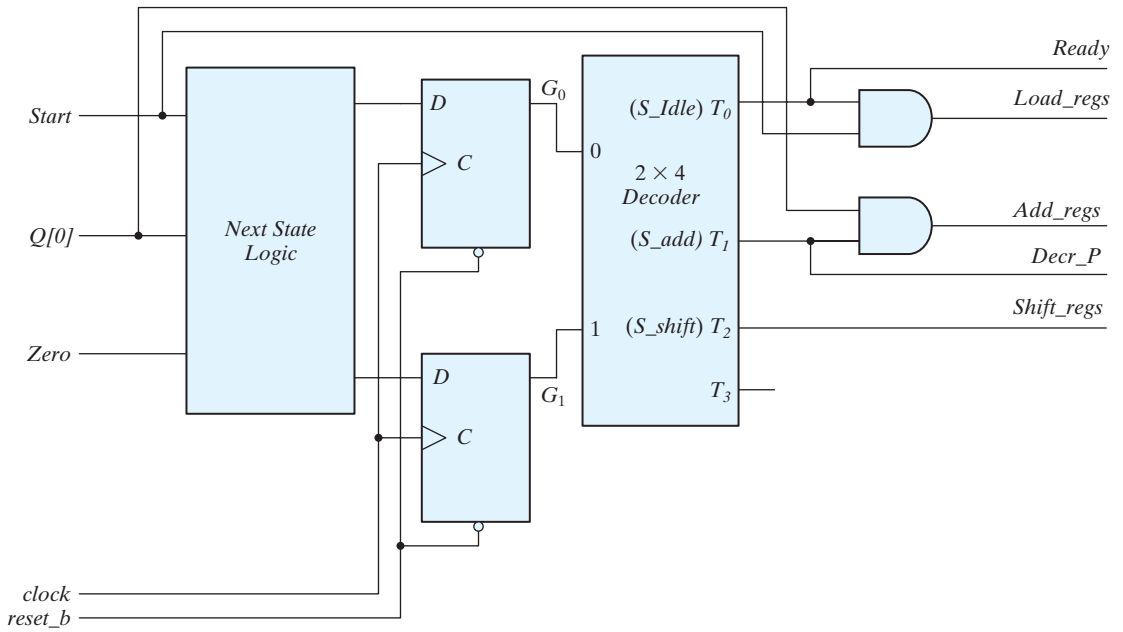 Ready
Load_regs
Start
D
G0
(S_Idle) T0
C
0
2 × 4
Decoder
Q[0]
Next State
Logic
(S_add) T1
Add_regs
Decr_P
Shift_regs
1
(S_shift) T2
Zero
D
G1
T3
C
clock
reset_b